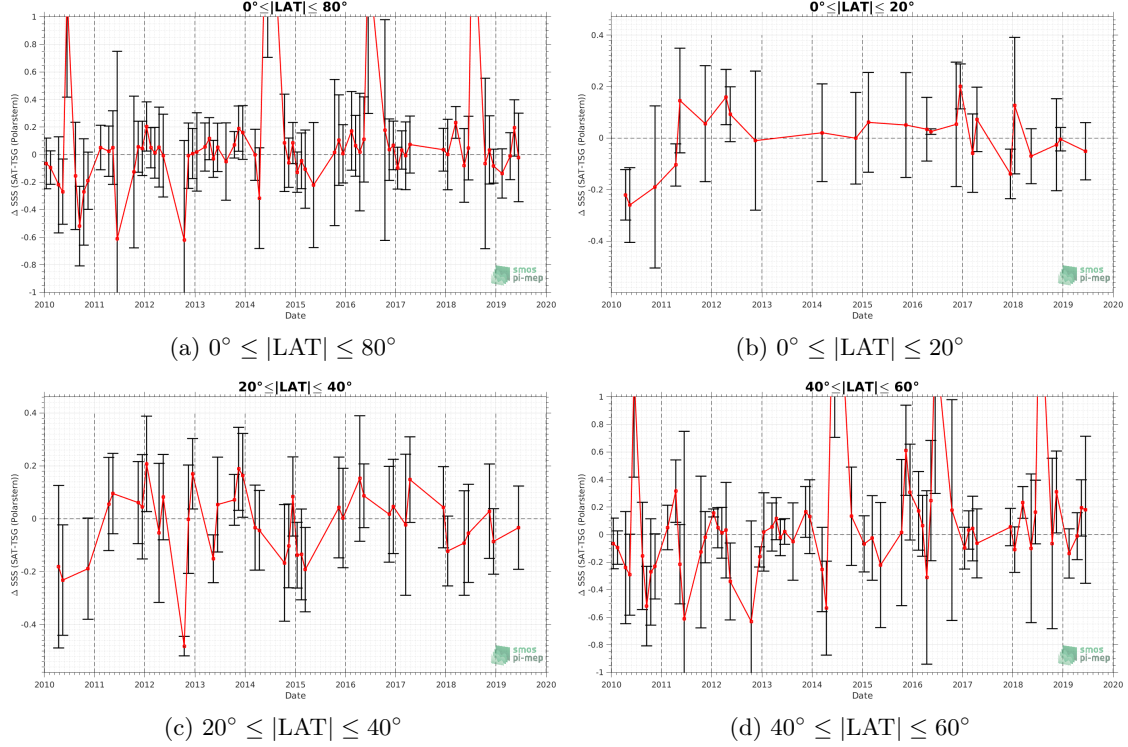 0°≤|LAT|≤ 80°
Δ SSS (SAT-TSG (Polarstern))
1
0.8
0.6
0.4
0.2
0
-0.2
-0.4
-0.6
-0.8
-1
2010 2011 2012 2013 2014 2015 2016 2017 2018 2019 2020
Date
smos
pi-mep
(a) 0° ≤ |LAT| ≤ 80°
0°≤|LAT|≤ 20°
Δ SSS (SAT-TSG (Polarstern))
0.4
0.2
0
-0.2
-0.4
2010 2011 2012 2013 2014 2015 2016 2017 2018 2019 2020
Date
smos
pi-mep
(b) 0° ≤ |LAT| ≤ 20°
20°≤|LAT|≤ 40°
Δ SSS (SAT-TSG (Polarstern))
0.4
0.2
0
-0.2
-0.4
2010 2011 2012 2013 2014 2015 2016 2017 2018 2019 2020
Date
smos
pi-mep
(c) 20° ≤ |LAT| ≤ 40°
40°≤|LAT|≤ 60°
Δ SSS (SAT-TSG (Polarstern))
1
0.8
0.6
0.4
0.2
0
-0.2
-0.4
-0.6
-0.8
-1
2010 2011 2012 2013 2014 2015 2016 2017 2018 2019 2020
Date
smos
pi-mep
(d) 40° ≤ |LAT| ≤ 60°